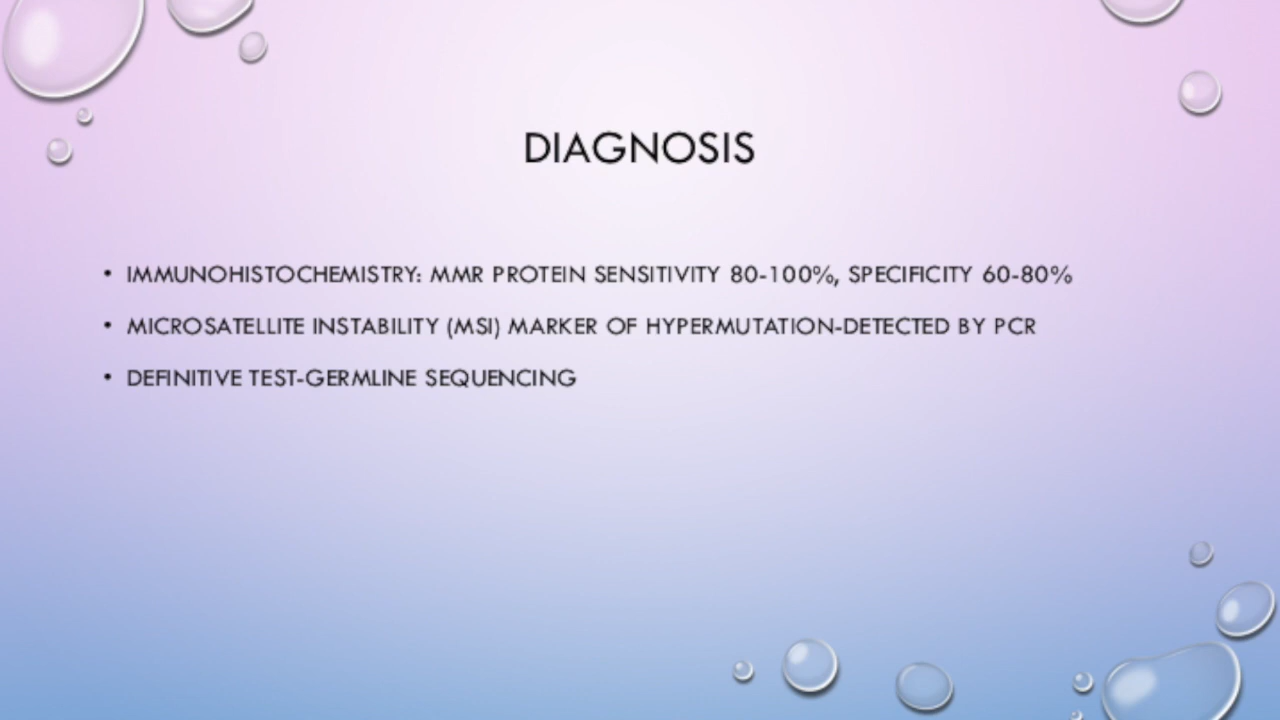 DIAGNOSIS
• IMMUNOHISTOCHEMISTRY: MMR PROTEIN SENSITIVITY 80-100%, SPECIFICITY 60-80%
• MICROSATELLITE INSTABILITY (MSI) MARKER OF HYPERMUTATION-DETECTED BY PCR
• DEFINITIVE TEST-GERMLINE SEQUENCING